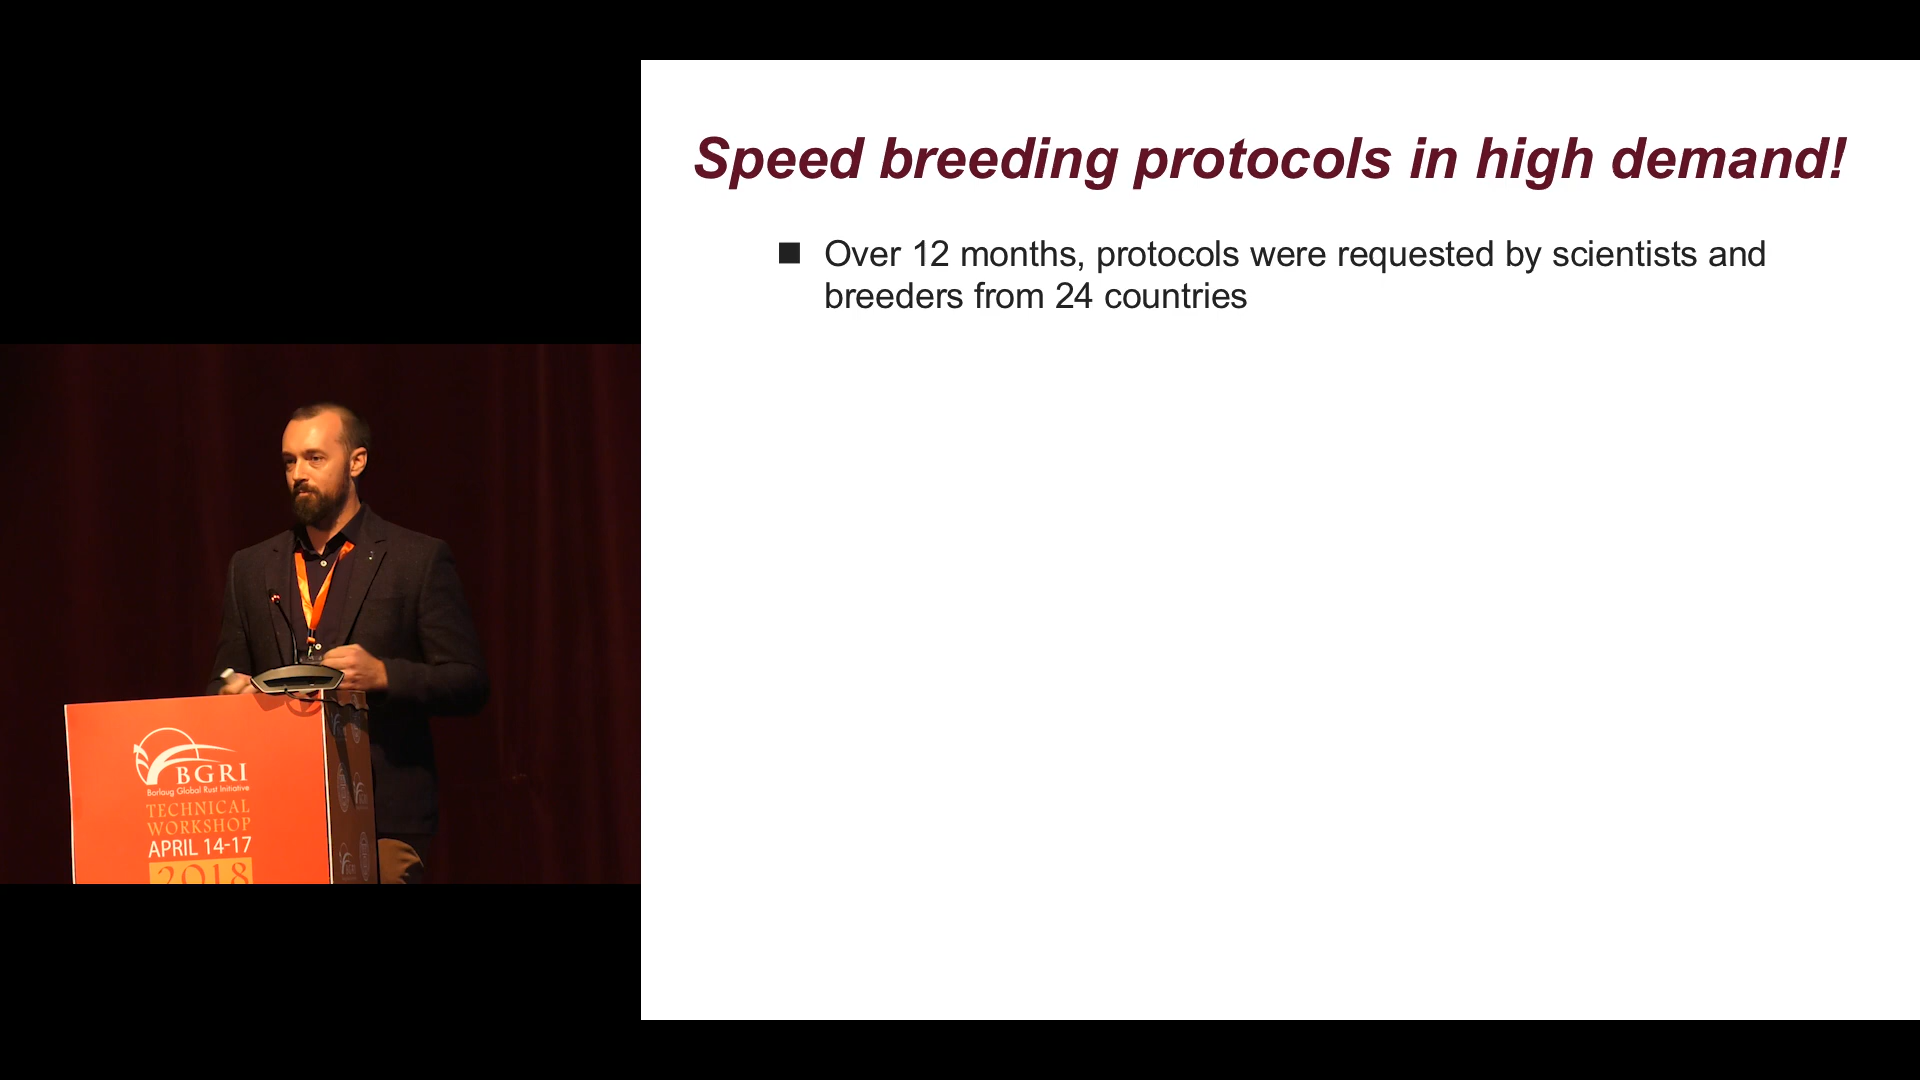 Speed breeding protocols in high demand!
Over 12 months, protocols were requested by scientists and
breeders from 24 countries
BGRI
Borlaug Global Rust Initiative
TECHNICAL
WORKSHOP
APRIL 14-17
2018